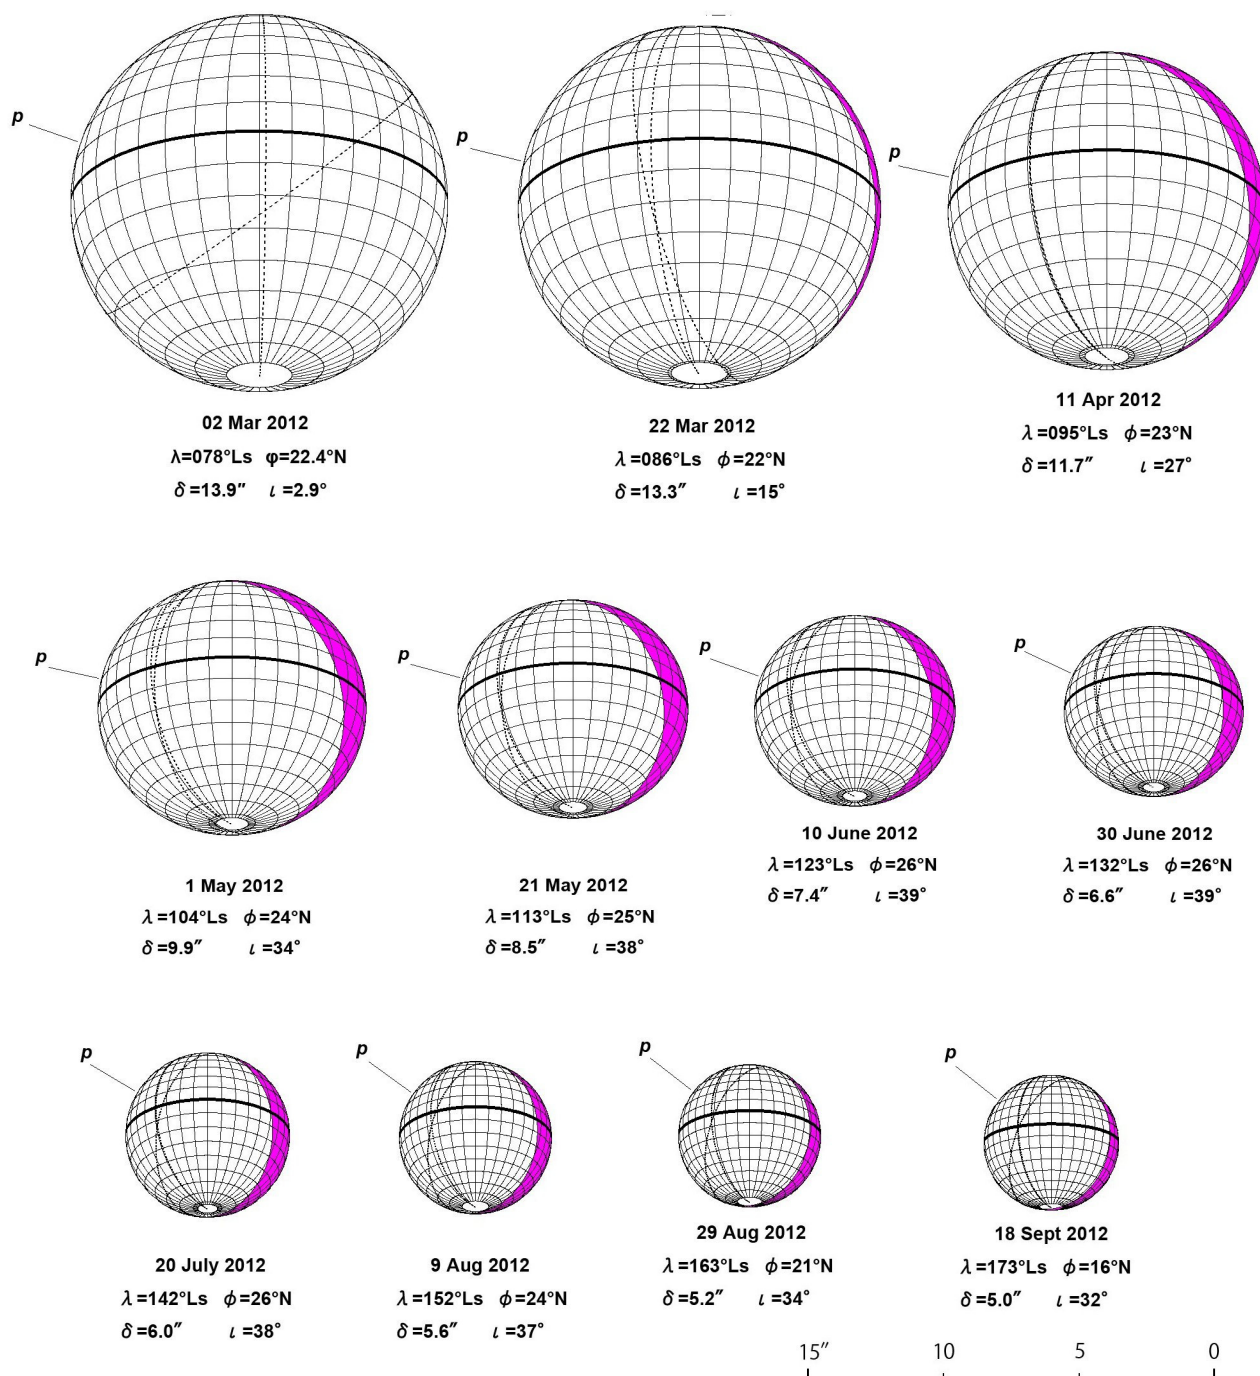 p
02 Mar 2012
λ=078°Ls φ=22.4°N
δ=13.9″ ι=2.9°
p
22 Mar 2012
λ=086°Ls ϕ=22°N
δ=13.3″ ι=15°
p
11 Apr 2012
λ=095°Ls ϕ=23°N
δ=11.7″ ι=27°
p
1 May 2012
λ=104°Ls ϕ=24°N
δ=9.9″ ι=34°
p
21 May 2012
λ=113°Ls ϕ=25°N
δ=8.5″ ι=38°
p
10 June 2012
λ=123°Ls ϕ=26°N
δ=7.4″ ι=39°
p
30 June 2012
λ=132°Ls ϕ=26°N
δ=6.6″ ι=39°
p
20 July 2012
λ=142°Ls ϕ=26°N
δ=6.0″ ι=38°
p
9 Aug 2012
λ=152°Ls ϕ=24°N
δ=5.6″ ι=37°
p
29 Aug 2012
λ=163°Ls ϕ=21°N
δ=5.2″ ι=34°
p
18 Sept 2012
λ=173°Ls ϕ=16°N
δ=5.0″ ι=32°
15″ 10 5 0